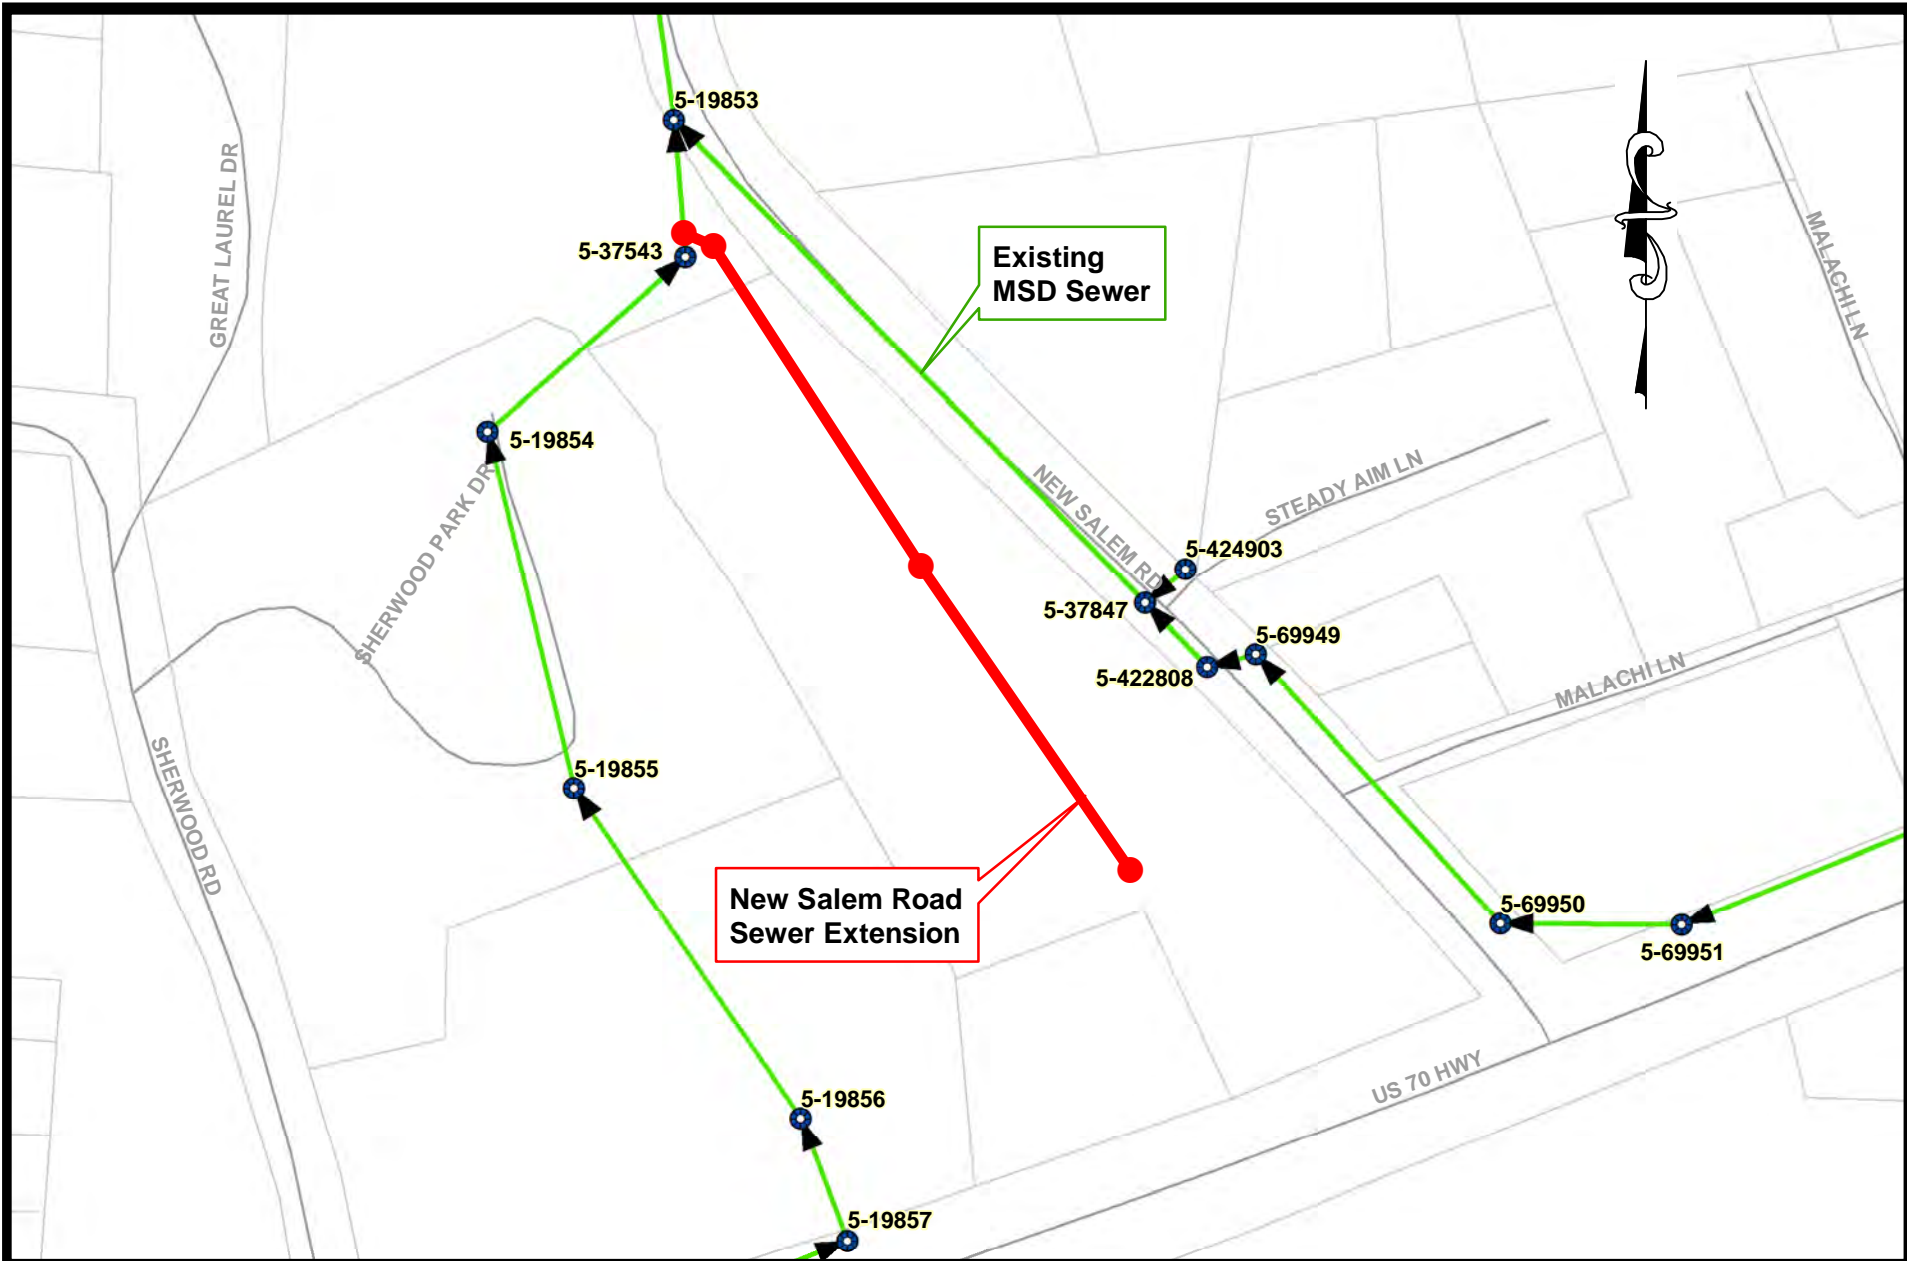 5-19853
GREAT LAUREL DR
5-37543
Existing
MSD Sewer
MALACHI LN
5-19854
SHERWOOD PARK DR
NEW SALEM RD
STEADY AIM LN
5-424903
5-37847
5-69949
5-422808
MALACHI LN
5-19855
SHERWOOD RD
New Salem Road
Sewer Extension
5-69950
5-69951
US 70 HWY
5-19856
5-19857